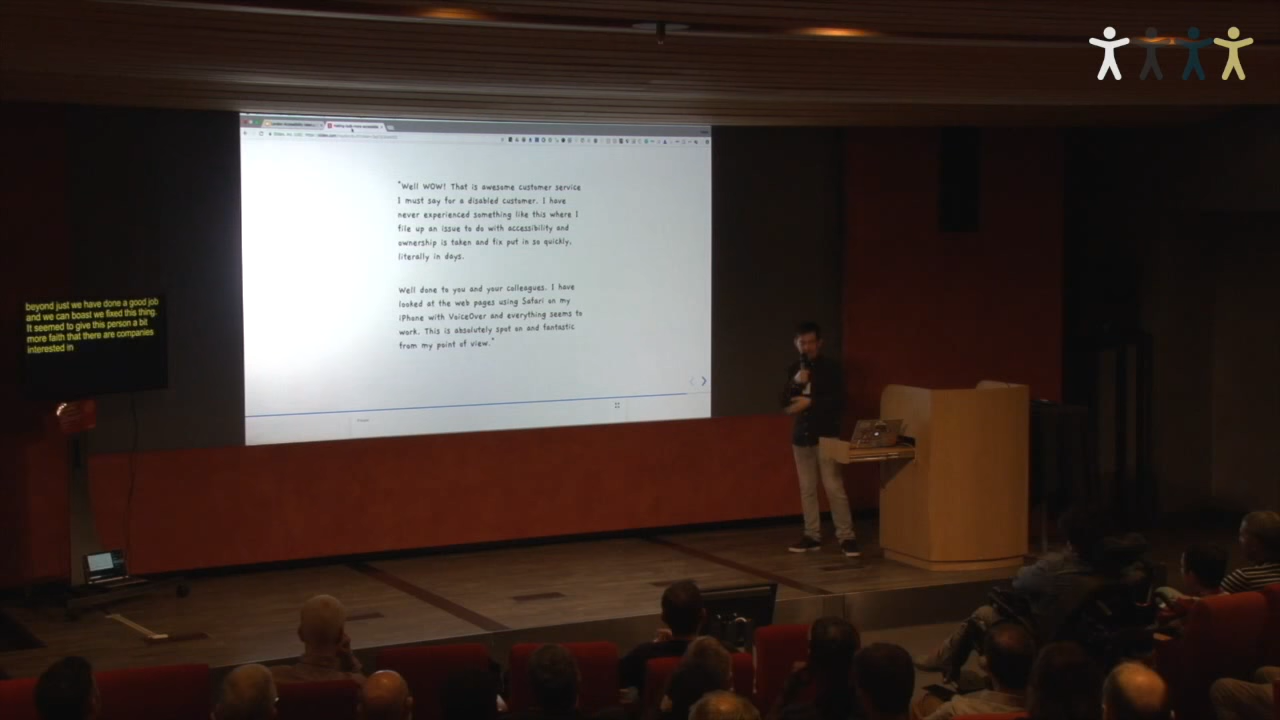 "Well WOW! That is awesome customer service
I must say for a disabled customer. I have
never experienced something like this where I
file up an issue to do with accessibility and
ownership is taken and fix put in so quickly,
literally in days.
Well done to you and your colleagues. I have
looked at the web pages using Safari on my
iPhone with VoiceOver and everything seems to
work. This is absolutely spot on and fantastic
from my point of view."
beyond just we have done a good job
and we can boast we fixed this thing.
It seemed to give this person a bit
more faith that there are companies
interested in